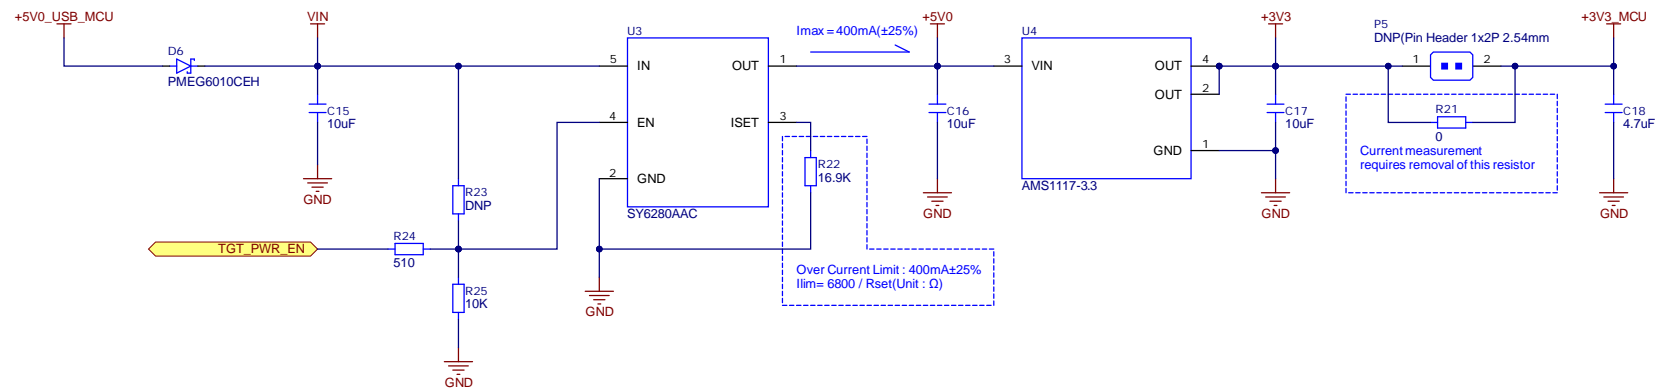 +5V0_USB_MCU
VIN
D6
PMEG6010CEH
C15
10uF
GND
R23
DNP
TGT_PWR_EN
R24
510
R25
10K
GND
U3
5
IN
4
EN
2
GND
OUT
1
ISET
3
SY6280AAC
GND
R22
16.9K
Over Current Limit : 400mA±25%
Ilim= 6800 / Rset(Unit : Ω)
Imax = 400mA(±25%)
+5V0
C16
10uF
GND
U4
3
VIN
OUT
4
OUT
2
GND
1
AMS1117-3.3
+3V3
C17
10uF
GND
P5
DNP(Pin Header 1x2P 2.54mm
1
2
R21
0
Current measurement
requires removal of this resistor
+3V3_MCU
C18
4.7uF
GND